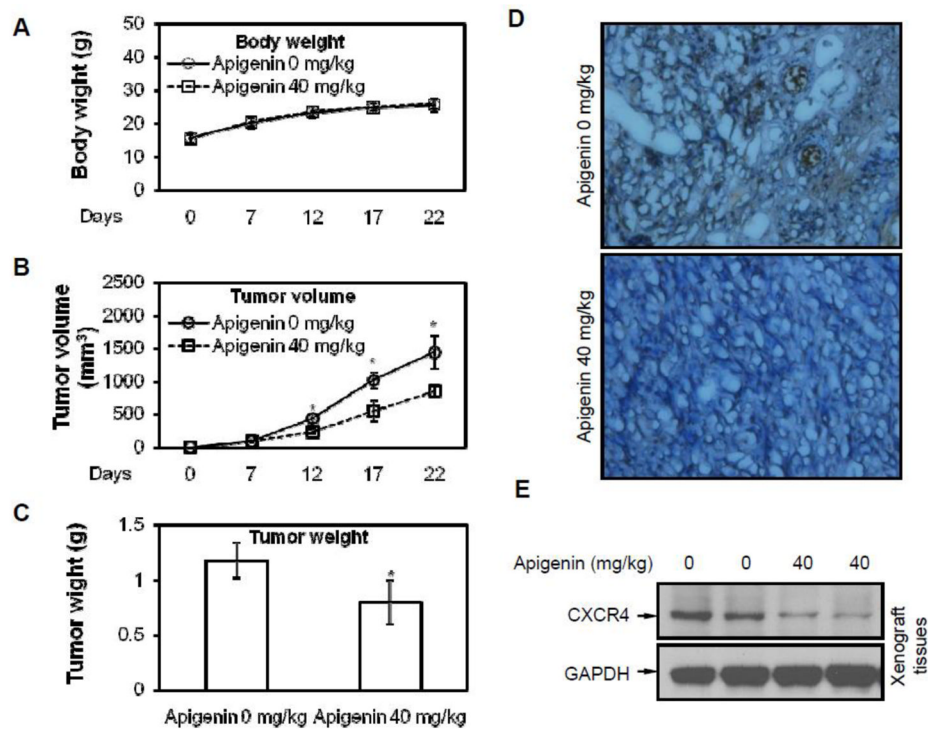 A
50
40
30
20
10
0
Body wight (g)
Body weight
Apigenin 0 mg/kg
Apigenin 40 mg/kg
Days 0 7 12 17 22
B
2500
2000
1500
1000
500
0
Tumor volume
(mm³)
Tumor volume
Apigenin 0 mg/kg
Apigenin 40 mg/kg
* * *
Days 0 7 12 17 22
C
1.5
1
0.5
0
Tumor wight (g)
Tumor weight
*
Apigenin 0 mg/kg Apigenin 40 mg/kg
D
Apigenin 0 mg/kg
Apigenin 40 mg/kg
E
Apigenin (mg/kg) 0 0 40 40
CXCR4
GAPDH
Xenograft
tissues